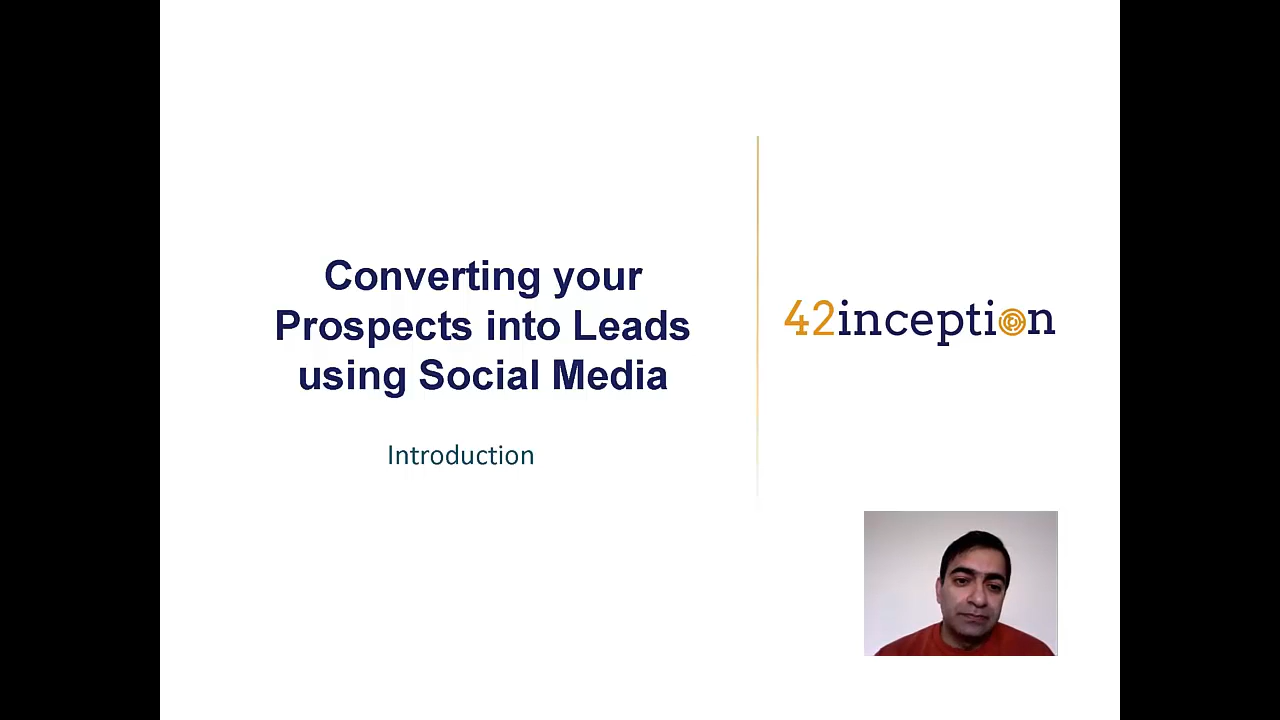 Converting your
Prospects into Leads
using Social Media
Introduction
42inception